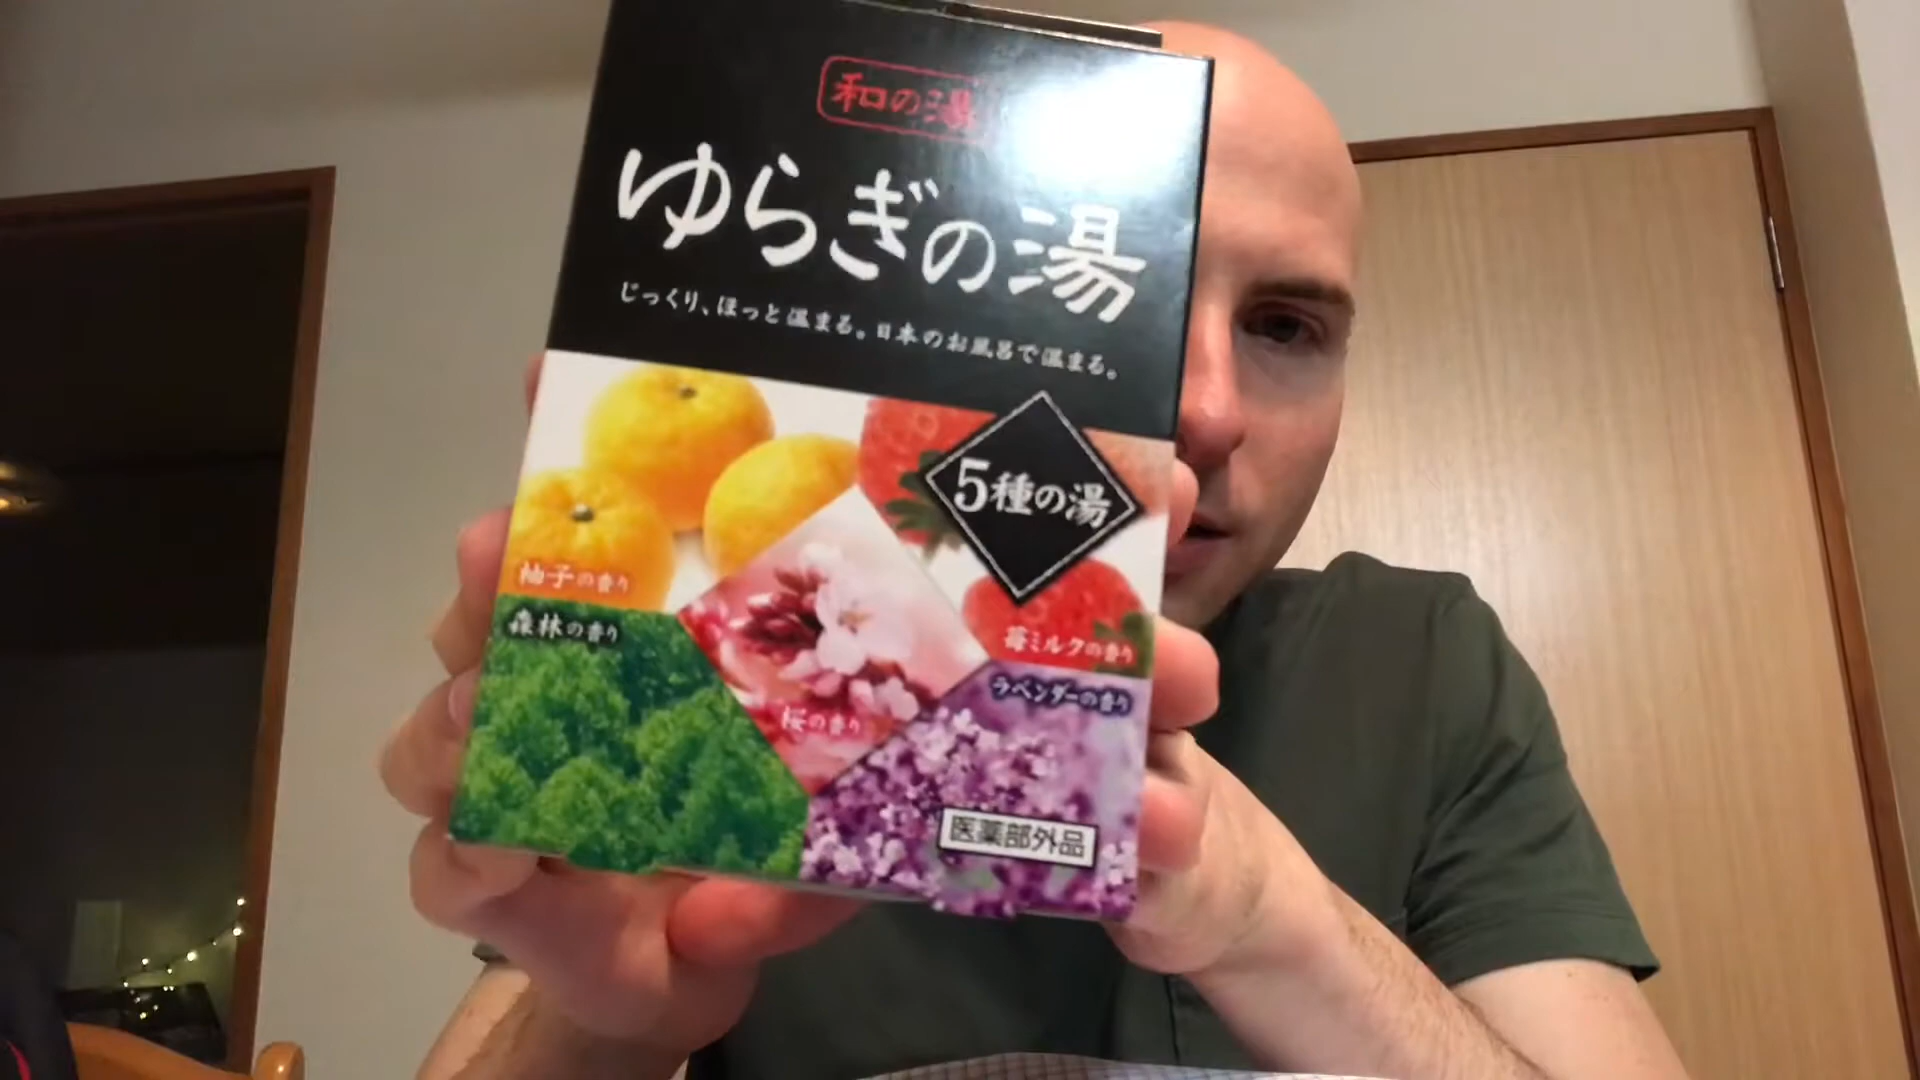 和の湯
ゆらぎの湯
じっくり、ほっと温まる。日本のお風呂で温まる。
5種の湯
柚子の香り
苺ミルクの香り
森林の香り
桜の香り
ラベンダーの香り
医薬部外品